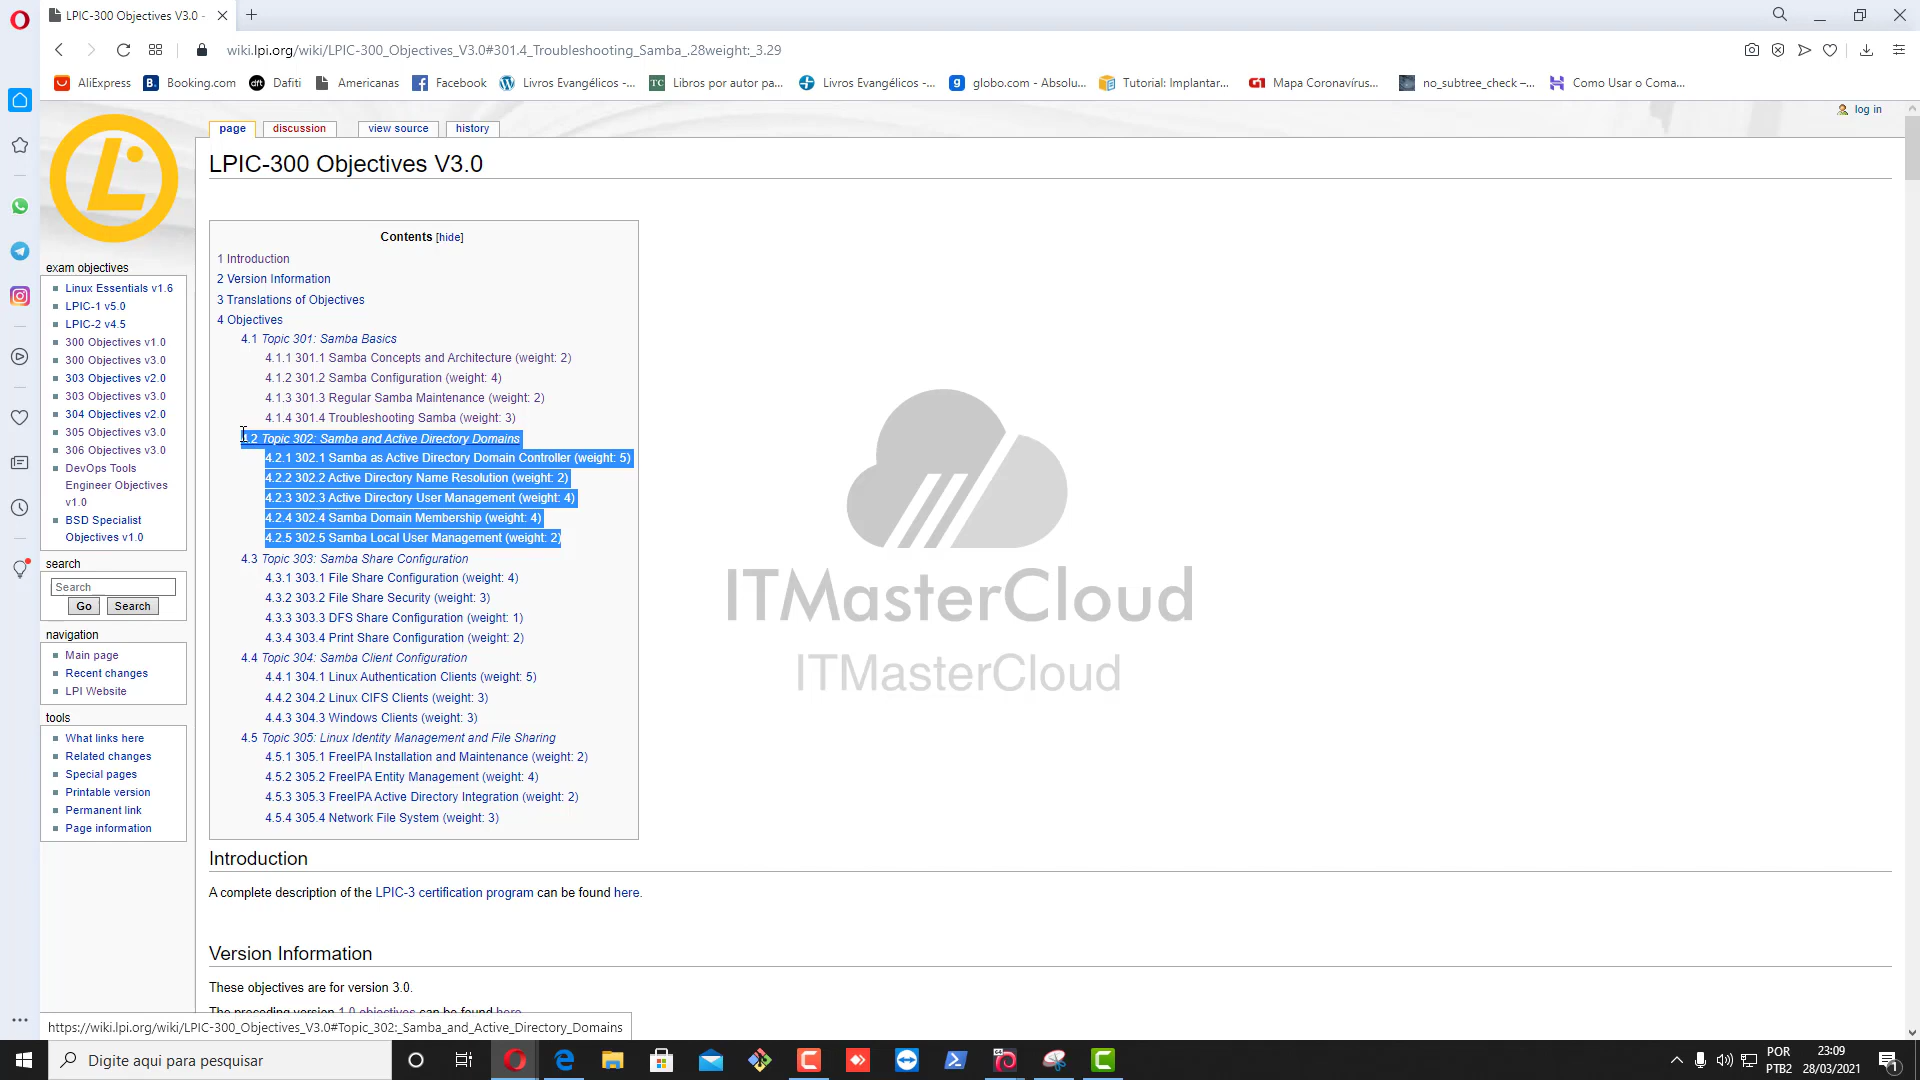 LPIC-300 Objectives V3.0 -
wiki.lpi.org/wiki/LPIC-300_Objectives_V3.0#301.4_Troubleshooting_Samba_.28weight:_3.29
AliExpress
Booking.com
Dafiti
Americanas
Facebook
Livros Evangélicos -...
Libros por autor pa...
Livros Evangélicos -...
globo.com - Absolu...
Tutorial: Implantar...
Mapa Coronavírus...
no_subtree_check –...
Como Usar o Coma...
log in
page
discussion
view source
history
LPIC-300 Objectives V3.0
Contents [hide]
1 Introduction
2 Version Information
3 Translations of Objectives
4 Objectives
4.1 Topic 301: Samba Basics
4.1.1 301.1 Samba Concepts and Architecture (weight: 2)
4.1.2 301.2 Samba Configuration (weight: 4)
4.1.3 301.3 Regular Samba Maintenance (weight: 2)
4.1.4 301.4 Troubleshooting Samba (weight: 3)
4.2 Topic 302: Samba and Active Directory Domains
4.2.1 302.1 Samba as Active Directory Domain Controller (weight: 5)
4.2.2 302.2 Active Directory Name Resolution (weight: 2)
4.2.3 302.3 Active Directory User Management (weight: 4)
4.2.4 302.4 Samba Domain Membership (weight: 4)
4.2.5 302.5 Samba Local User Management (weight: 2)
4.3 Topic 303: Samba Share Configuration
4.3.1 303.1 File Share Configuration (weight: 4)
4.3.2 303.2 File Share Security (weight: 3)
4.3.3 303.3 DFS Share Configuration (weight: 1)
4.3.4 303.4 Print Share Configuration (weight: 2)
4.4 Topic 304: Samba Client Configuration
4.4.1 304.1 Linux Authentication Clients (weight: 5)
4.4.2 304.2 Linux CIFS Clients (weight: 3)
4.4.3 304.3 Windows Clients (weight: 3)
4.5 Topic 305: Linux Identity Management and File Sharing
4.5.1 305.1 FreeIPA Installation and Maintenance (weight: 2)
4.5.2 305.2 FreeIPA Entity Management (weight: 4)
4.5.3 305.3 FreeIPA Active Directory Integration (weight: 2)
4.5.4 305.4 Network File System (weight: 3)
Introduction
A complete description of the LPIC-3 certification program can be found here.
Version Information
These objectives are for version 3.0.
The preceding version 1.0 objectives can be found here.
exam objectives
Linux Essentials v1.6
LPIC-1 v5.0
LPIC-2 v4.5
300 Objectives v1.0
300 Objectives v3.0
303 Objectives v2.0
303 Objectives v3.0
304 Objectives v2.0
305 Objectives v3.0
306 Objectives v3.0
DevOps Tools
Engineer Objectives
v1.0
BSD Specialist
Objectives v1.0
search
Search
Go
Search
navigation
Main page
Recent changes
LPI Website
tools
What links here
Related changes
Special pages
Printable version
Permanent link
Page information
ITMasterCloud
ITMasterCloud
https://wiki.lpi.org/wiki/LPIC-300_Objectives_V3.0#Topic_302:_Samba_and_Active_Directory_Domains
Digite aqui para pesquisar
POR
PTB2
23:09
28/03/2021
1